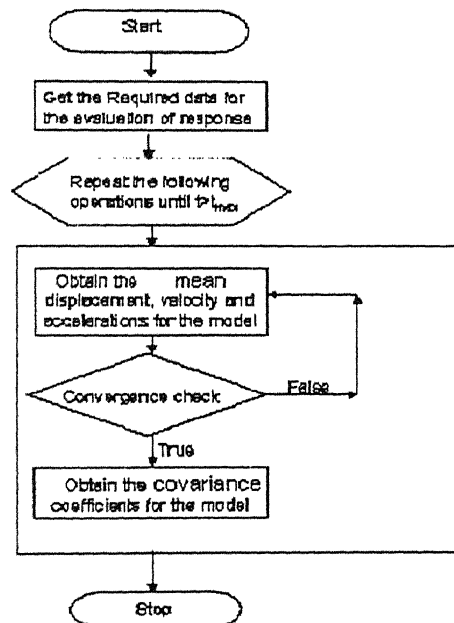 Start
Get the Required data for
the evaluation of response
Repeat the following
operations until t>t
Obtain the mean
displacement, velocity and
accelerations for the model
Convergence check
False
True
Obtain the covariance
coefficients for the model
Stop